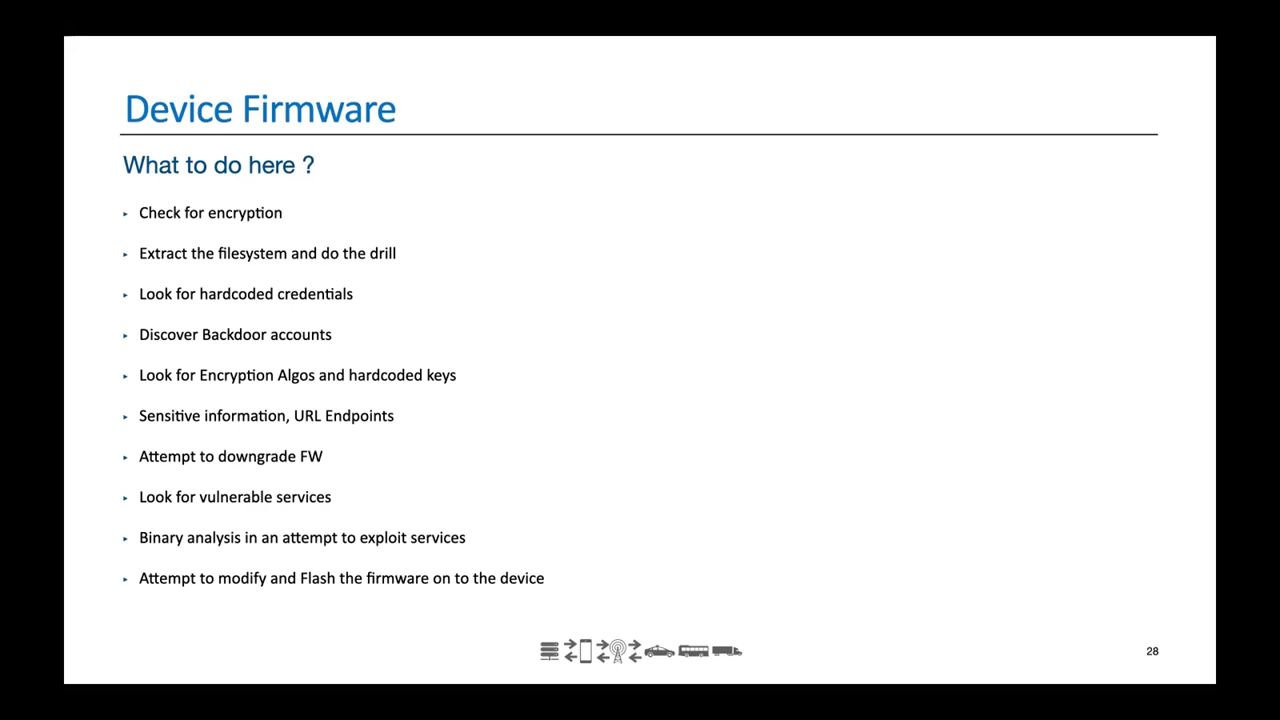 Device Firmware
What to do here ?
▸ Check for encryption
▸ Extract the filesystem and do the drill
▸ Look for hardcoded credentials
▸ Discover Backdoor accounts
▸ Look for Encryption Algos and hardcoded keys
▸ Sensitive information, URL Endpoints
▸ Attempt to downgrade FW
▸ Look for vulnerable services
▸ Binary analysis in an attempt to exploit services
▸ Attempt to modify and Flash the firmware on to the device
28